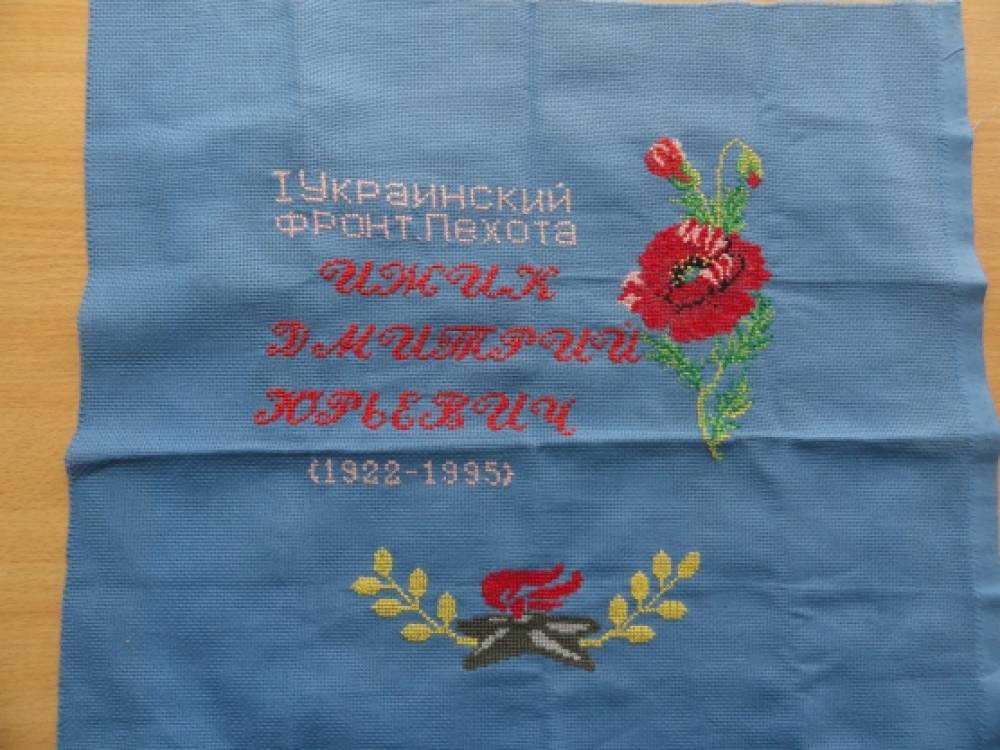 I Украинский
фронт. Пехота
ИЖИК
ДМИТРИЙ
ЮРЬЕВИЧ
(1922-1995)